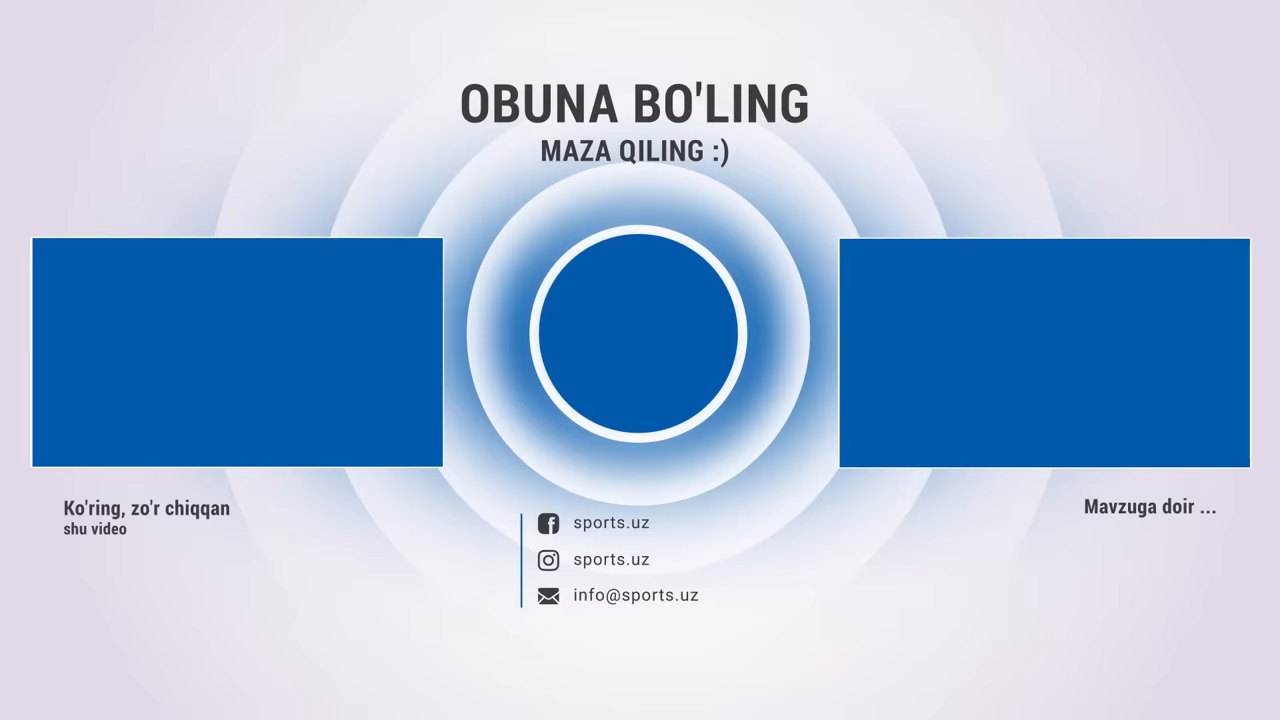 OBUNA BO'LING
MAZA QILING :)
Ko'ring, zo'r chiqqan
shu video
Mavzuga doir ...
sports.uz
sports.uz
info@sports.uz